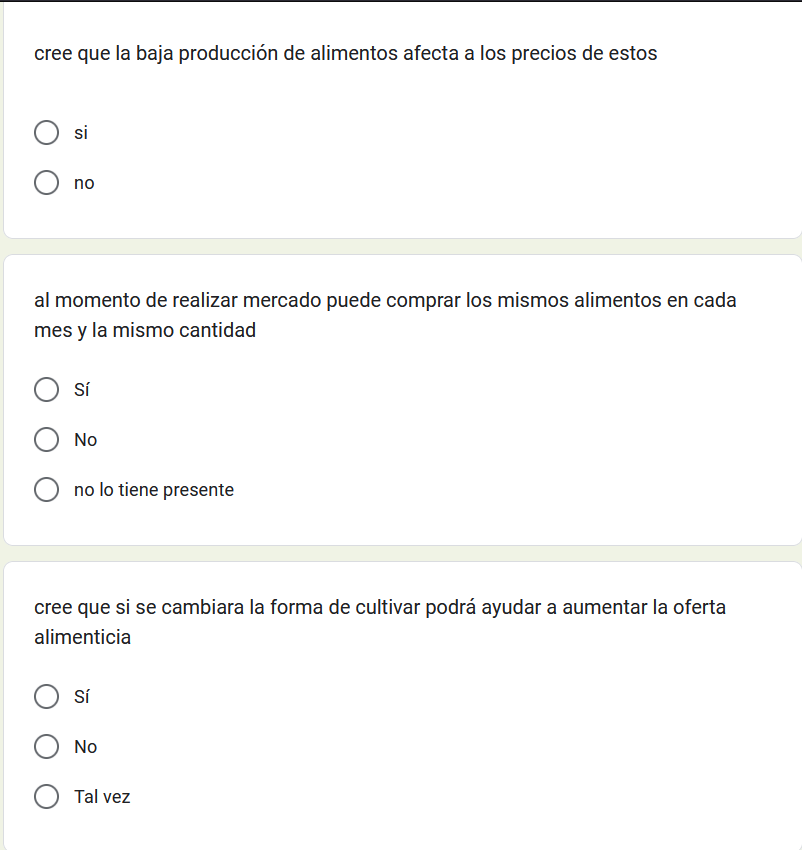 cree que la baja producción de alimentos afecta a los precios de estos
si
no
al momento de realizar mercado puede comprar los mismos alimentos en cada
mes y la mismo cantidad
Sí
No
no lo tiene presente
cree que si se cambiara la forma de cultivar podrá ayudar a aumentar la oferta
alimenticia
Sí
No
Tal vez